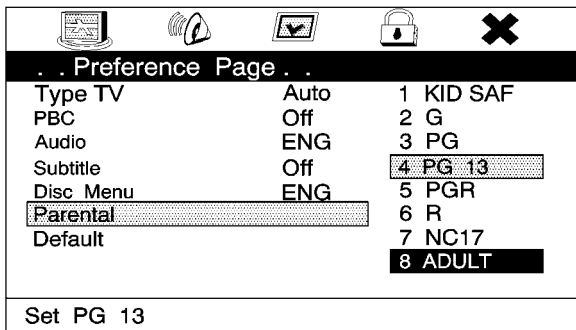 . . Preference Page . .
Type TV Auto 1 KID SAF
PBC Off 2 G
Audio ENG 3 PG
Subtitle Off 4 PG 13
Disc Menu ENG 5 PGR
Parental 6 R
Default 7 NC17
8 ADULT
Set PG 13